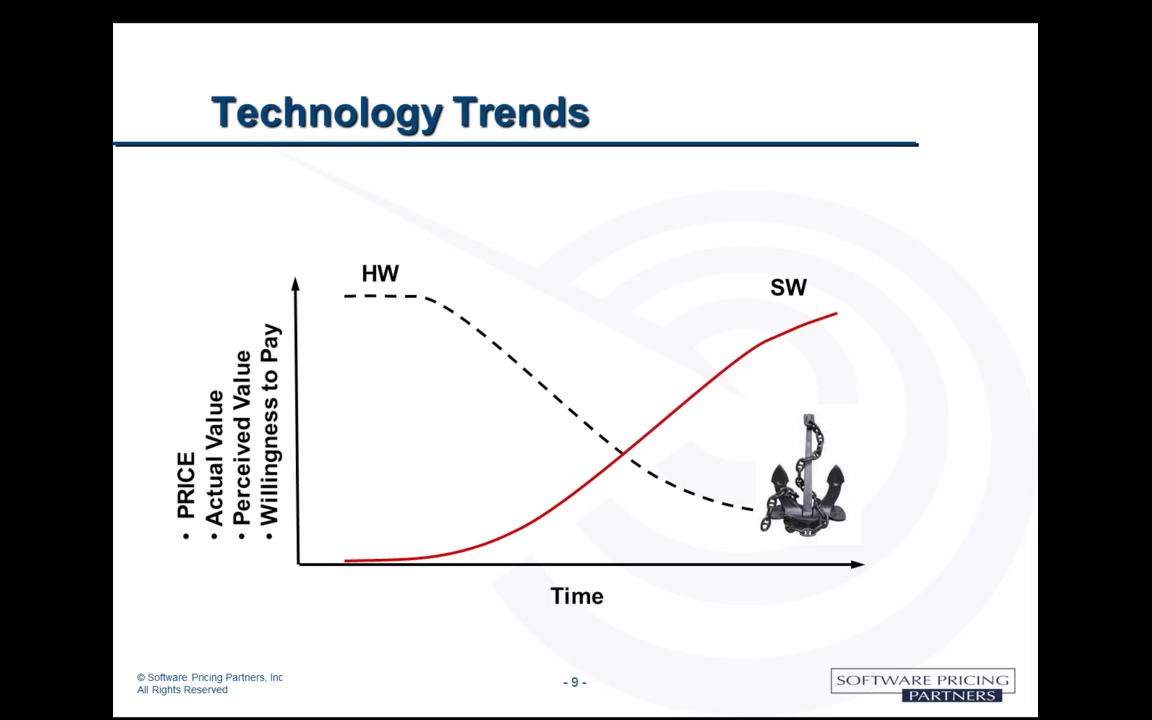 Technology Trends
HW
SW
• PRICE
• Actual Value
• Perceived Value
• Willingness to Pay
Time
© Software Pricing Partners, Inc
All Rights Reserved
- 9 -
SOFTWARE PRICING
PARTNERS